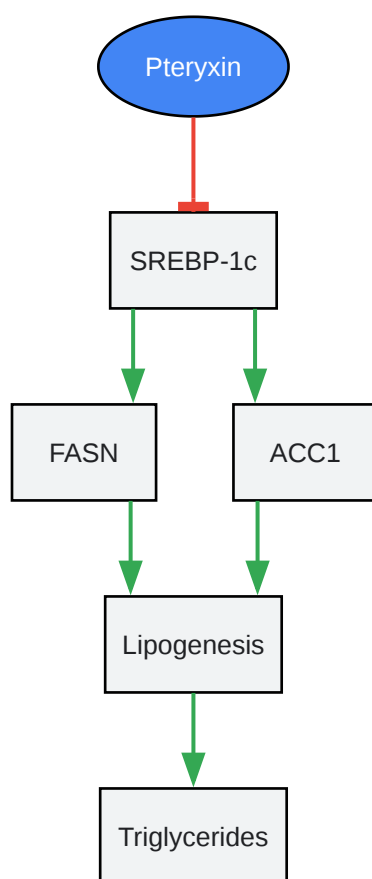 Pteryxin
SREBP-1c
FASN
ACC1
Lipogenesis
Triglycerides